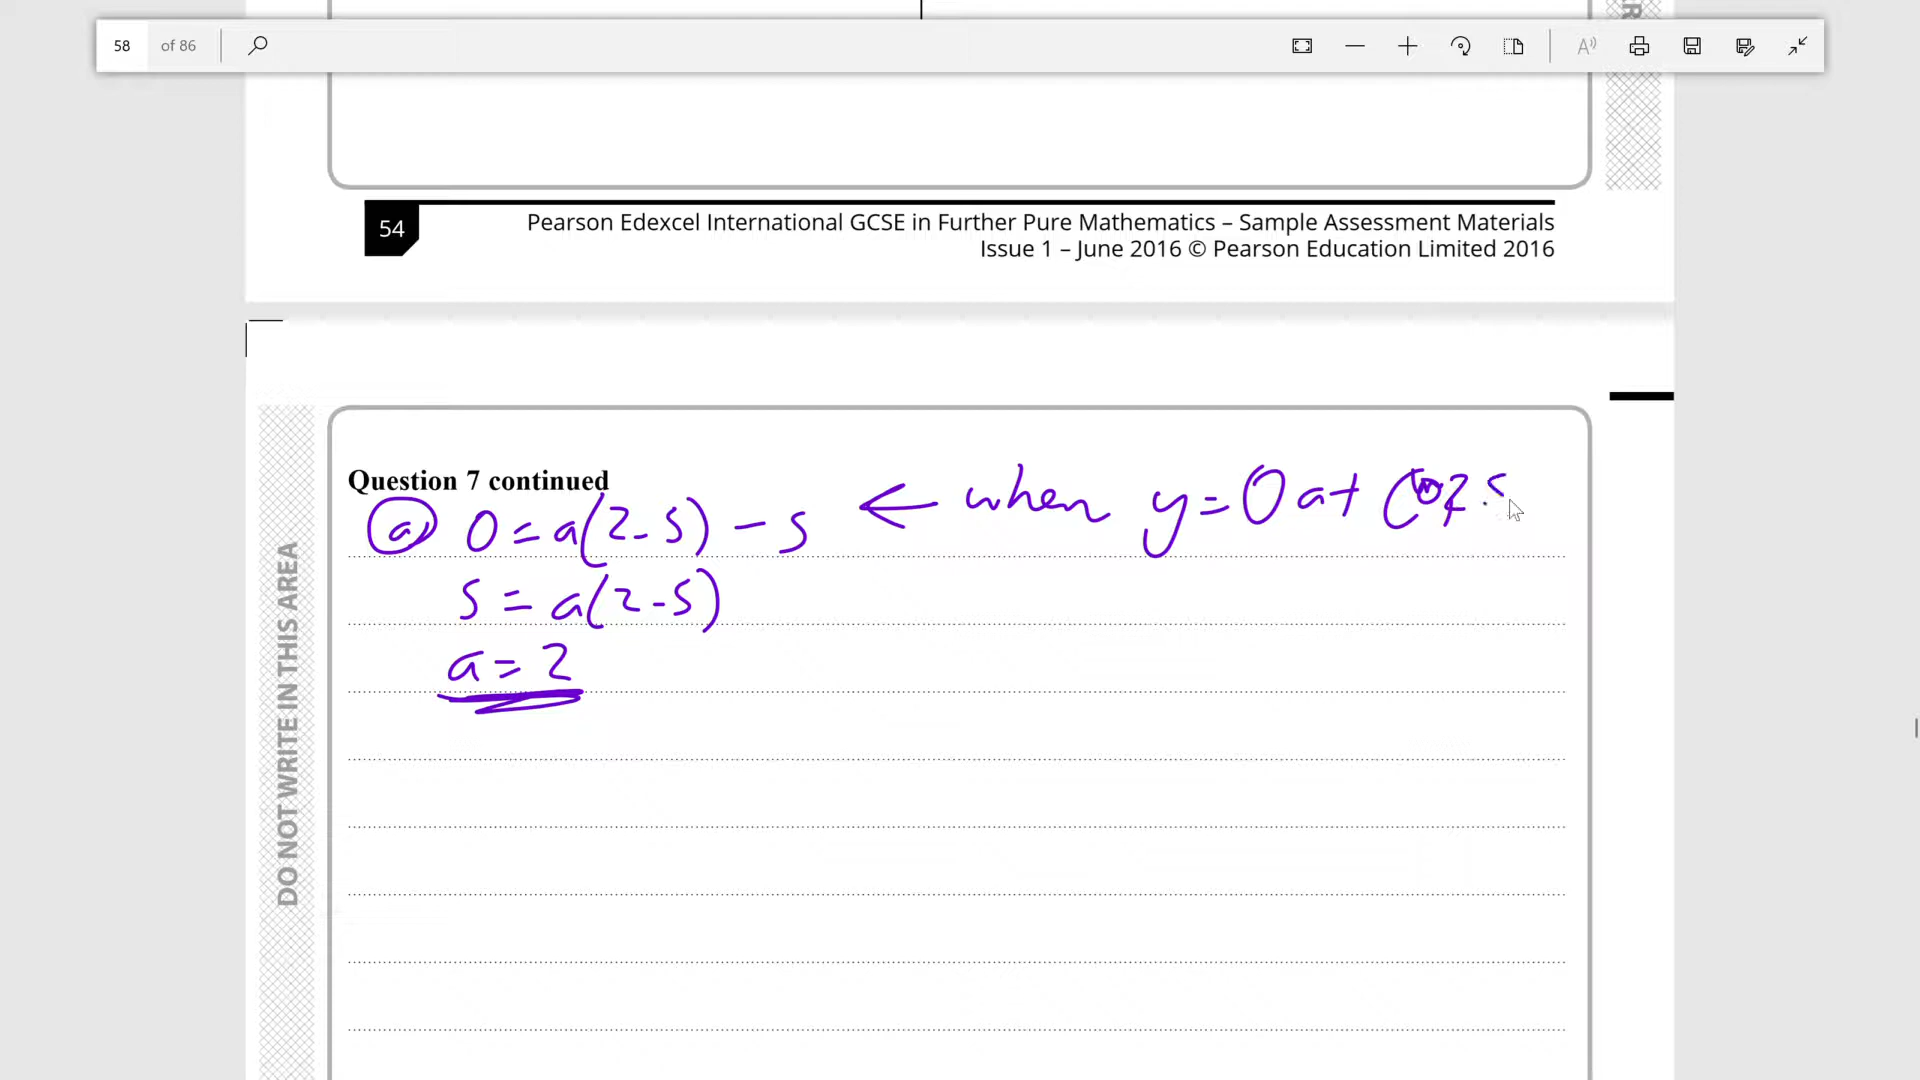 58 of 86
54
Pearson Edexcel International GCSE in Further Pure Mathematics – Sample Assessment Materials
Issue 1 – June 2016 © Pearson Education Limited 2016
DO NOT WRITE IN THIS AREA
Question 7 continued
(a) 0 = a(2-5) - 5 ← when y = 0 at (2.5
5 = a(2-5)
a = 2